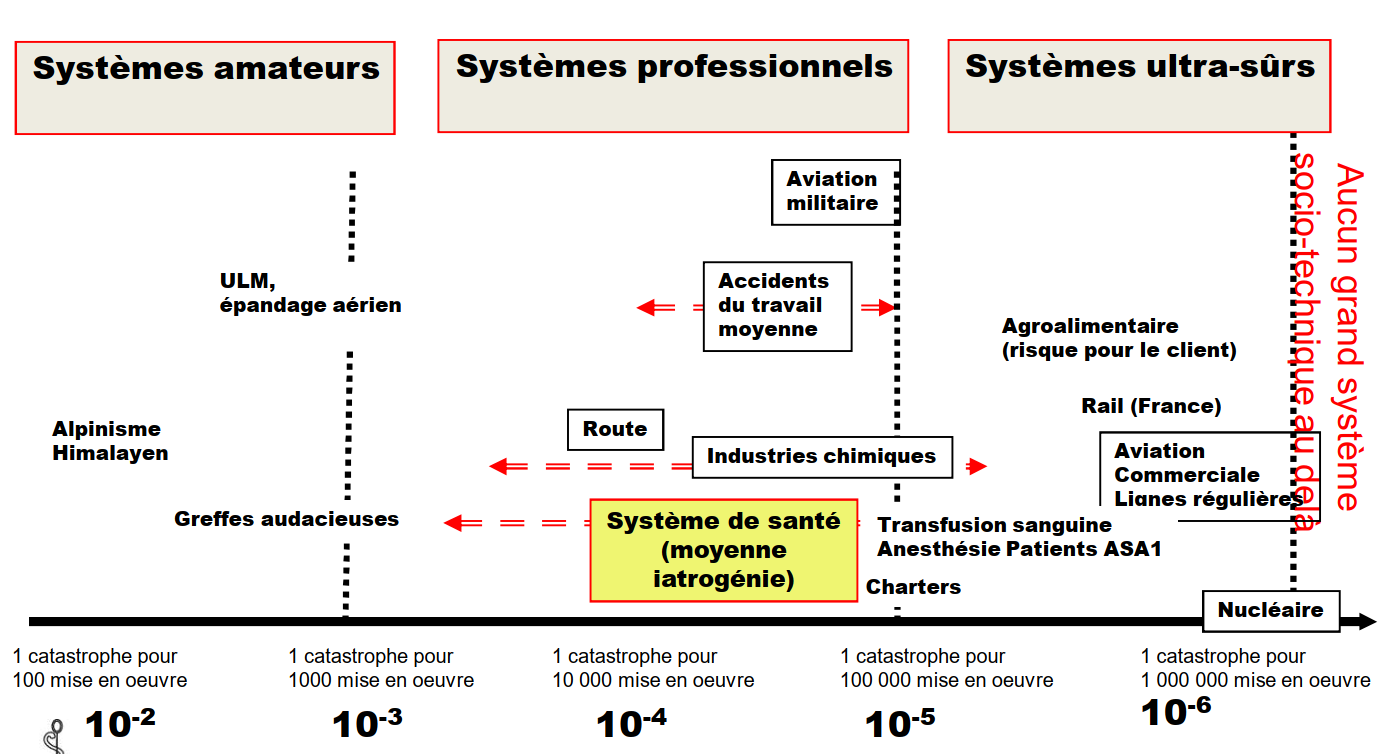 Systèmes amateurs
Systèmes professionnels
Systèmes ultra-sûrs
Aviation
militaire
ULM,
épandage aérien
Accidents
du travail
moyenne
Agroalimentaire
(risque pour le client)
Rail (France)
Alpinisme
Himalayen
Route
Industries chimiques
Aviation
Commerciale
Lignes régulières
Greffes audacieuses
Système de santé
(moyenne
iatrogénie)
Transfusion sanguine
Anesthésie Patients ASA1
Charters
Nucléaire
Aucun grand système
socio-technique au delà
1 catastrophe pour
100 mise en oeuvre
10-2
1 catastrophe pour
1000 mise en oeuvre
10-3
1 catastrophe pour
10 000 mise en oeuvre
10-4
1 catastrophe pour
100 000 mise en oeuvre
10-5
1 catastrophe pour
1 000 000 mise en oeuvre
10-6